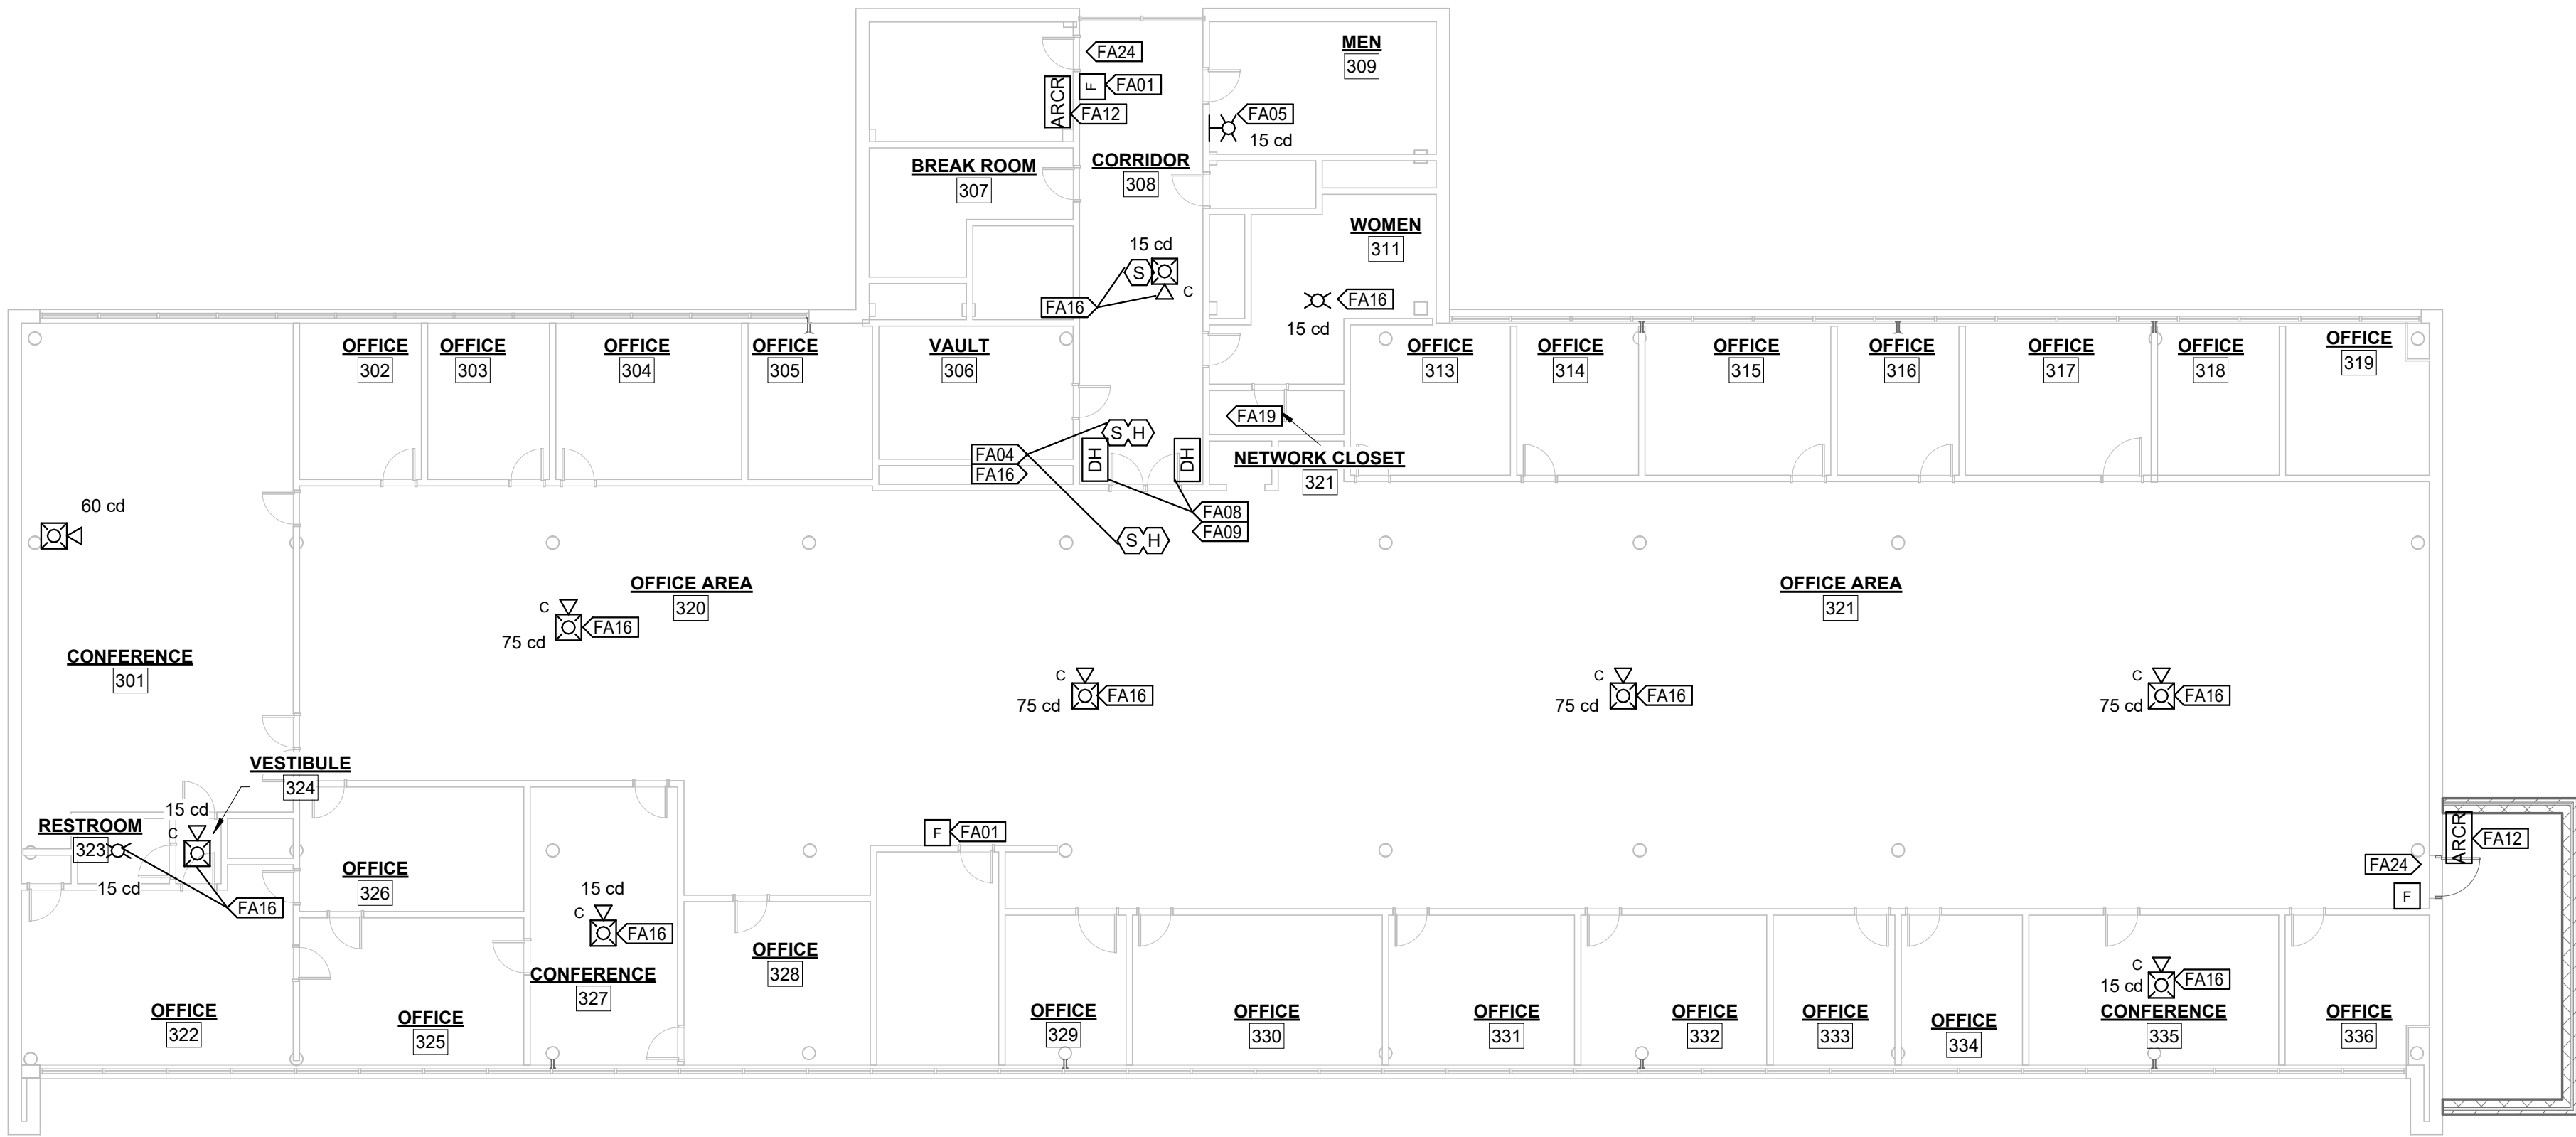 FA24
MEN
309
F
FA01
ARCR
FA12
FA05
15 cd
BREAK ROOM
307
CORRIDOR
308
WOMEN
311
15 cd
S
C
FA16
FA16
15 cd
OFFICE
302
OFFICE
303
OFFICE
304
OFFICE
305
VAULT
306
OFFICE
313
OFFICE
314
OFFICE
315
OFFICE
316
OFFICE
317
OFFICE
318
OFFICE
319
FA19
S H
FA04
FA16
DH
DH
NETWORK CLOSET
321
60 cd
FA08
FA09
S H
OFFICE AREA
320
OFFICE AREA
321
C
FA16
75 cd
CONFERENCE
301
C
FA16
75 cd
C
FA16
75 cd
C
FA16
75 cd
VESTIBULE
324
15 cd
C
RESTROOM
323
15 cd
FA16
F
FA01
ARCR
FA12
FA24
F
OFFICE
326
15 cd
C
FA16
CONFERENCE
327
OFFICE
328
C
FA16
15 cd
CONFERENCE
335
OFFICE
322
OFFICE
325
OFFICE
329
OFFICE
330
OFFICE
331
OFFICE
332
OFFICE
333
OFFICE
334
OFFICE
336